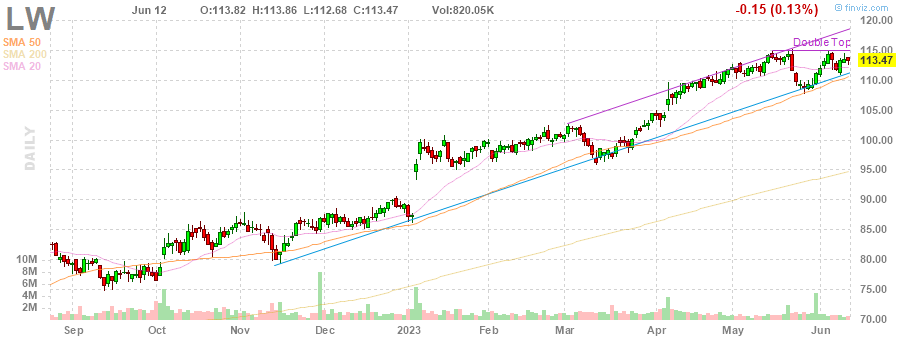 LW Jun 12 O:113.82 H:113.86 L:112.68 C:113.47 Vol:820.05K -0.15 (0.13%) © finviz.com
SMA 50
SMA 200
SMA 20
Double Top
DAILY
120.00
115.00
113.47
110.00
105.00
100.00
95.00
90.00
85.00
80.00
75.00
70.00
10M
8M
6M
4M
2M
Sep Oct Nov Dec 2023 Feb Mar Apr May Jun